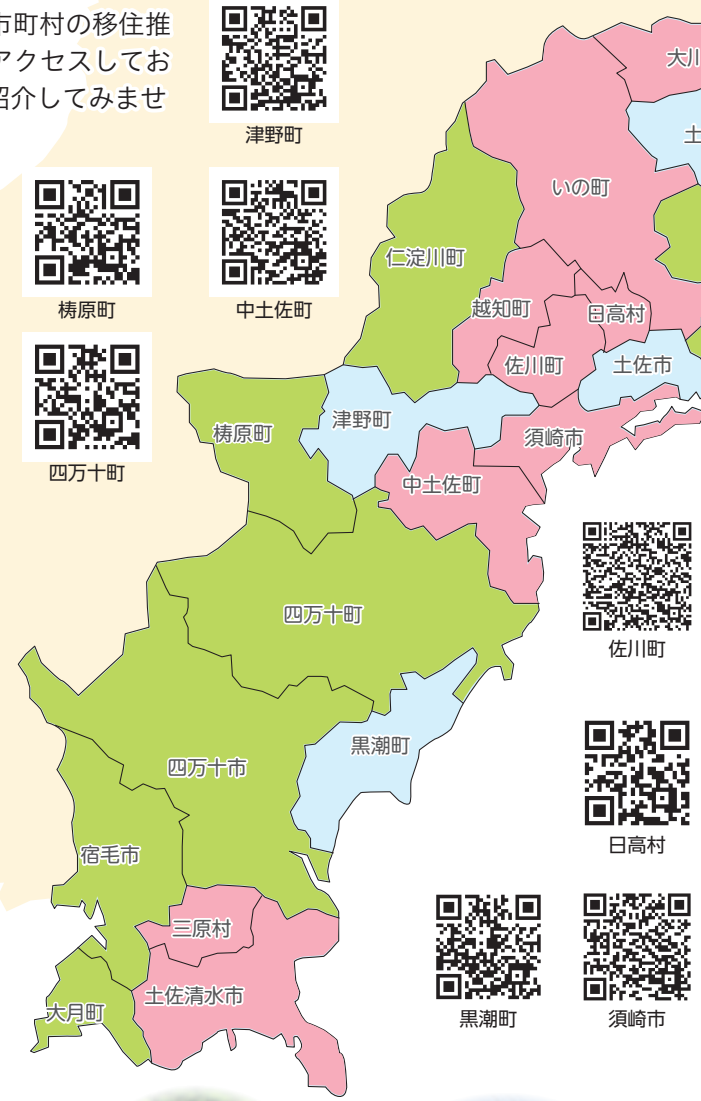 市町村の移住推
アクセスしてお
紹介してみませ
津野町
梼原町
中土佐町
四万十町
大川
土
いの町
仁淀川町
越知町
日高村
佐川町
土佐市
津野町
梼原町
須崎市
中土佐町
四万十町
佐川町
黒潮町
四万十市
日高村
宿毛市
三原村
土佐清水市
大月町
黒潮町
須崎市